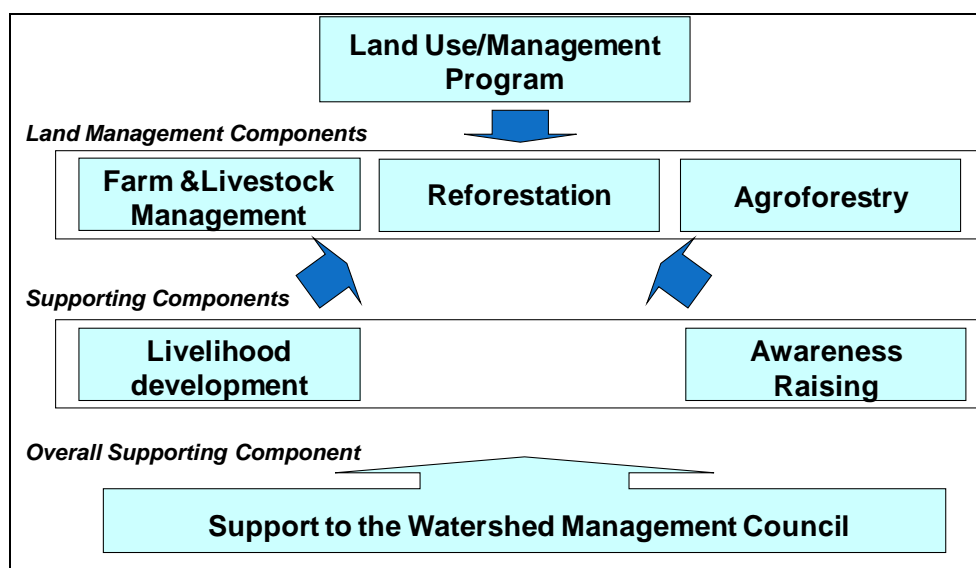 Land Use/Management
Program
Land Management Components
Farm &Livestock
Management
Reforestation
Agroforestry
Supporting Components
Livelihood
development
Awareness
Raising
Overall Supporting Component
Support to the Watershed Management Council